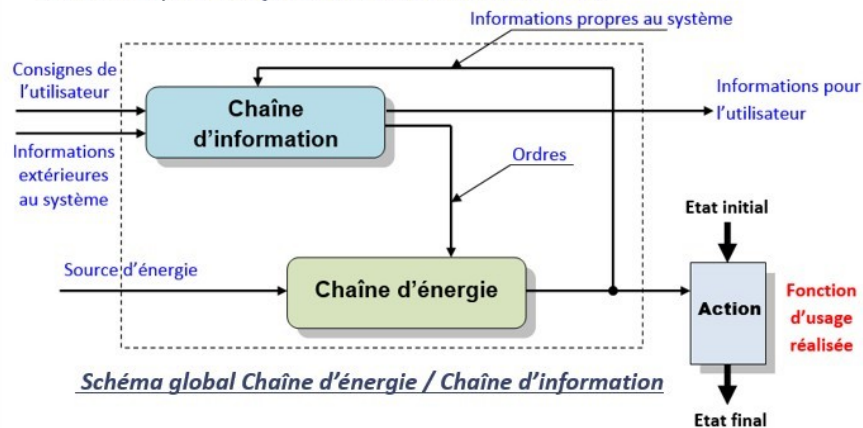 Informations propres au système
Consignes de
l'utilisateur
Chaîne
d'information
Informations pour
l'utilisateur
Informations
extérieures
au système
Ordres
Etat initial
Source d'énergie
Chaîne d'énergie
Action
Fonction
d'usage
réalisée
Schéma global Chaîne d'énergie / Chaîne d'information
Etat final